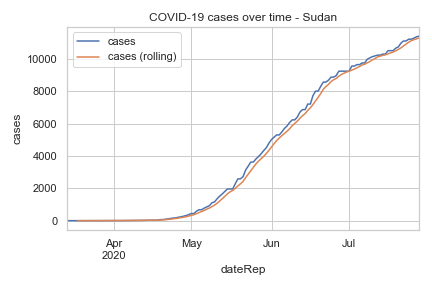 COVID-19 cases over time - Sudan
cases
cases (rolling)
10000
8000
6000
4000
2000
0
cases
Apr
2020
May
Jun
Jul
dateRep